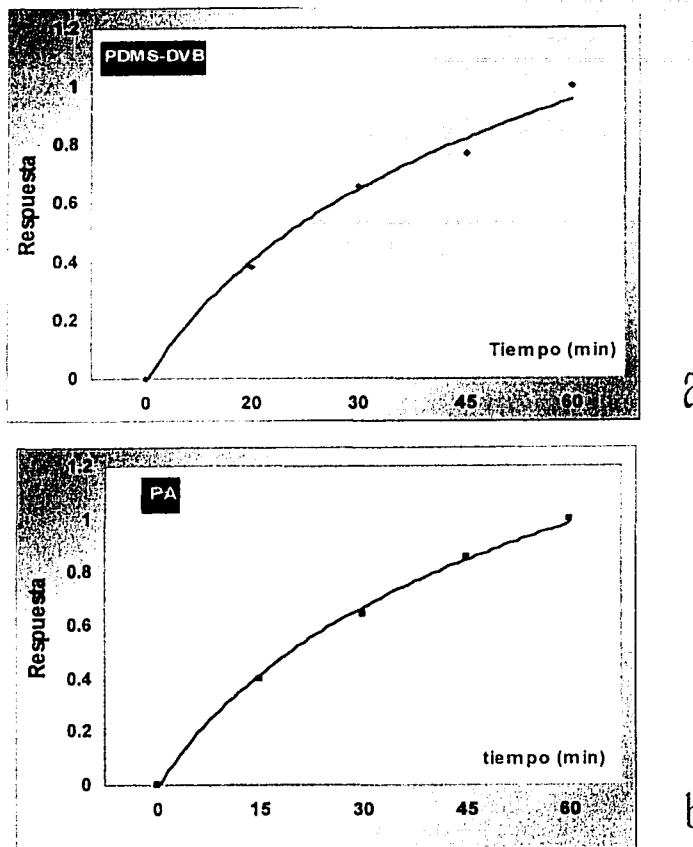 1.2
PDMS-DVB
1
0.8
Respuesta
0.6
0.4
0.2
Tiempo (min)
0
0 20 30 45 60
a
1.2
PA
1
0.8
Respuesta
0.6
0.4
0.2
tiempo (min)
0
0 15 30 45 60
b